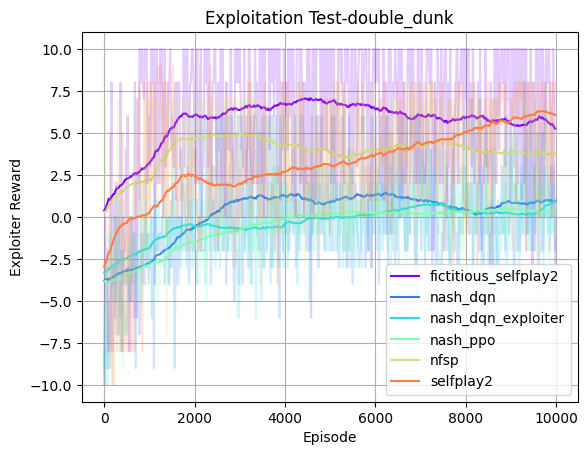 Exploitation Test-double_dunk
Exploiter Reward
10.0
7.5
5.0
2.5
0.0
−2.5
−5.0
−7.5
−10.0
fictitious_selfplay2
nash_dqn
nash_dqn_exploiter
nash_ppo
nfsp
selfplay2
0
2000
4000
6000
8000
10000
Episode